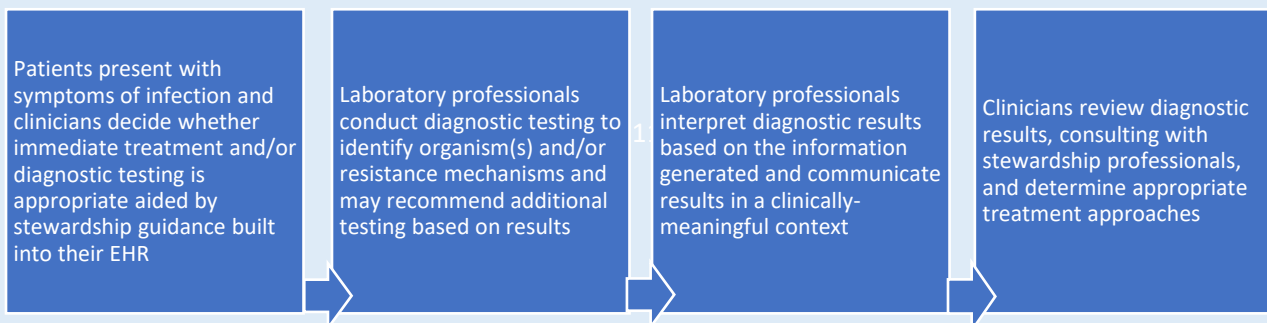 Patients present with
symptoms of infection and
clinicians decide whether
immediate treatment and/or
diagnostic testing is
appropriate aided by
stewardship guidance built
into their EHR
Laboratory professionals
conduct diagnostic testing to
identify organism(s) and/or
resistance mechanisms and
may recommend additional
testing based on results
Laboratory professionals
interpret diagnostic results
based on the information
generated and communicate
results in a clinically-
meaningful context
Clinicians review diagnostic
results, consulting with
stewardship professionals,
and determine appropriate
treatment approaches